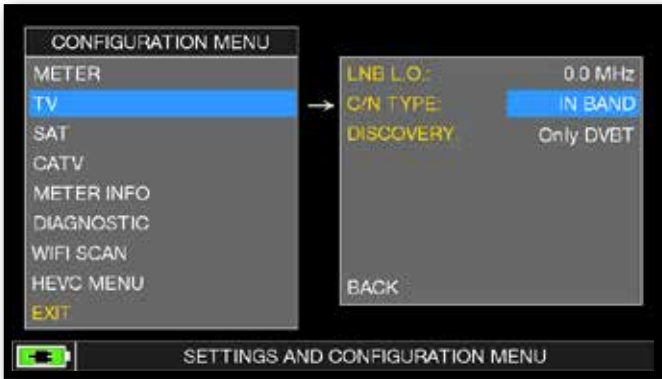 CONFIGURATION MENU
METER
TV
SAT
CATV
METER INFO
DIAGNOSTIC
WIFI SCAN
HEVC MENU
EXIT
LNB L.O.: 0.0 MHz
C/N TYPE: IN BAND
DISCOVERY: Only DVBT
BACK
SETTINGS AND CONFIGURATION MENU